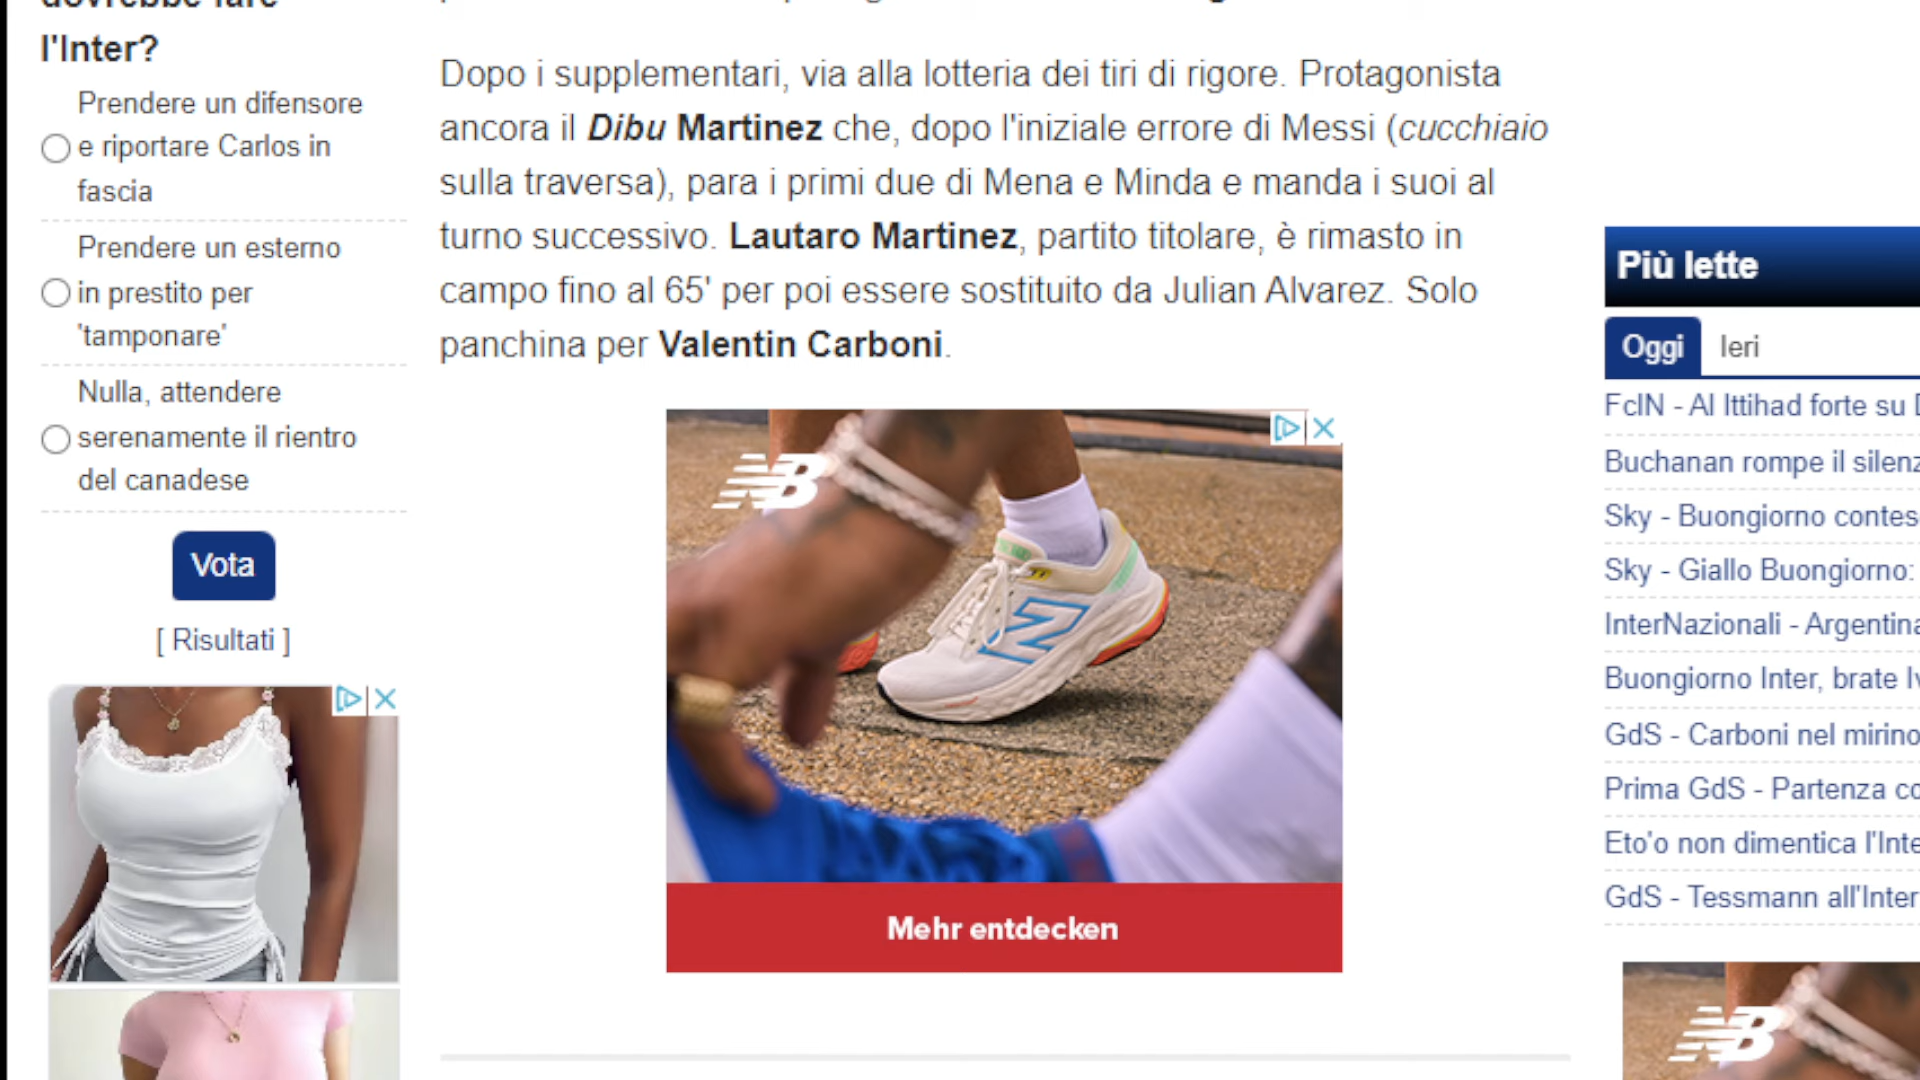 dovrebbe fare
l'Inter?
Prendere un difensore
e riportare Carlos in
fascia
Prendere un esterno
in prestito per
'tamponare'
Nulla, attendere
serenamente il rientro
del canadese
Vota
[ Risultati ]
Dopo i supplementari, via alla lotteria dei tiri di rigore. Protagonista
ancora il Dibu Martinez che, dopo l'iniziale errore di Messi (cucchiaio
sulla traversa), para i primi due di Mena e Minda e manda i suoi al
turno successivo. Lautaro Martinez, partito titolare, è rimasto in
campo fino al 65' per poi essere sostituito da Julian Alvarez. Solo
panchina per Valentin Carboni.
NB
N
Mehr entdecken
Più lette
Oggi Ieri
FcIN - Al Ittihad forte su
Buchanan rompe il silenz
Sky - Buongiorno contes
Sky - Giallo Buongiorno:
InterNazionali - Argentina
Buongiorno Inter, brate Iv
GdS - Carboni nel mirino
Prima GdS - Partenza co
Eto'o non dimentica l'Inte
GdS - Tessmann all'Inter
NB